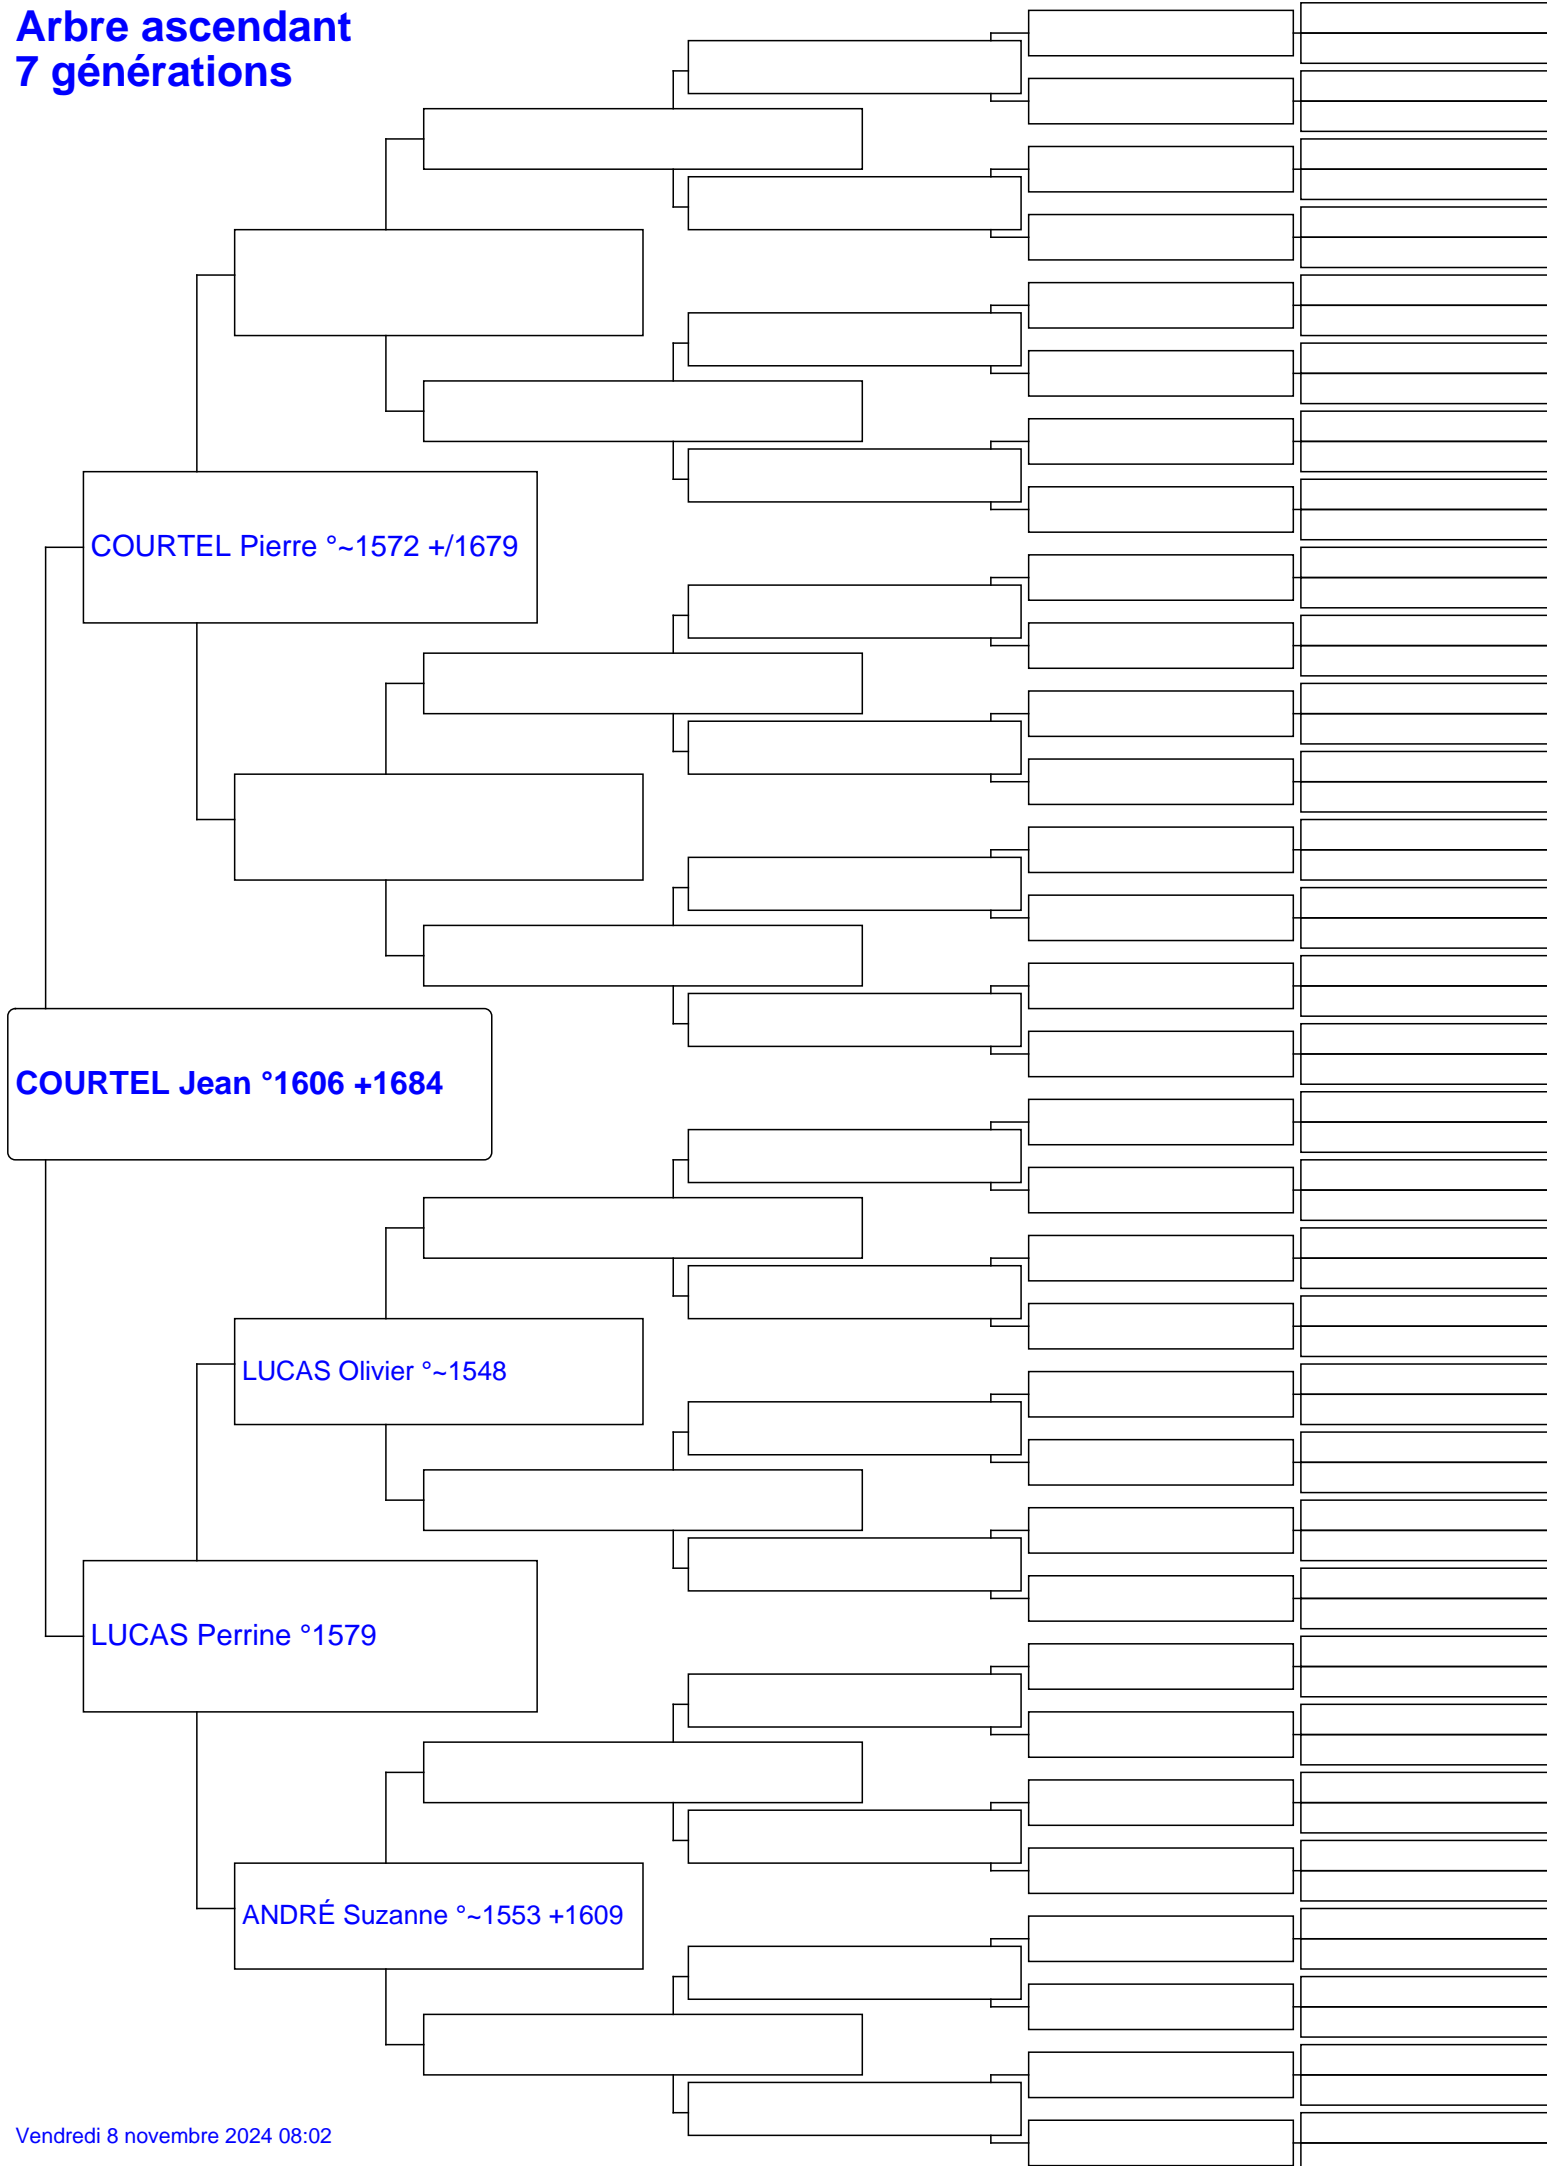 Arbre ascendant
7 générations
COURTEL Pierre °~1572 +/1679
COURTEL Jean °1606 +1684
LUCAS Olivier °~1548
LUCAS Perrine °1579
ANDRÉ Suzanne °~1553 +1609
Vendredi 8 novembre 2024 08:02